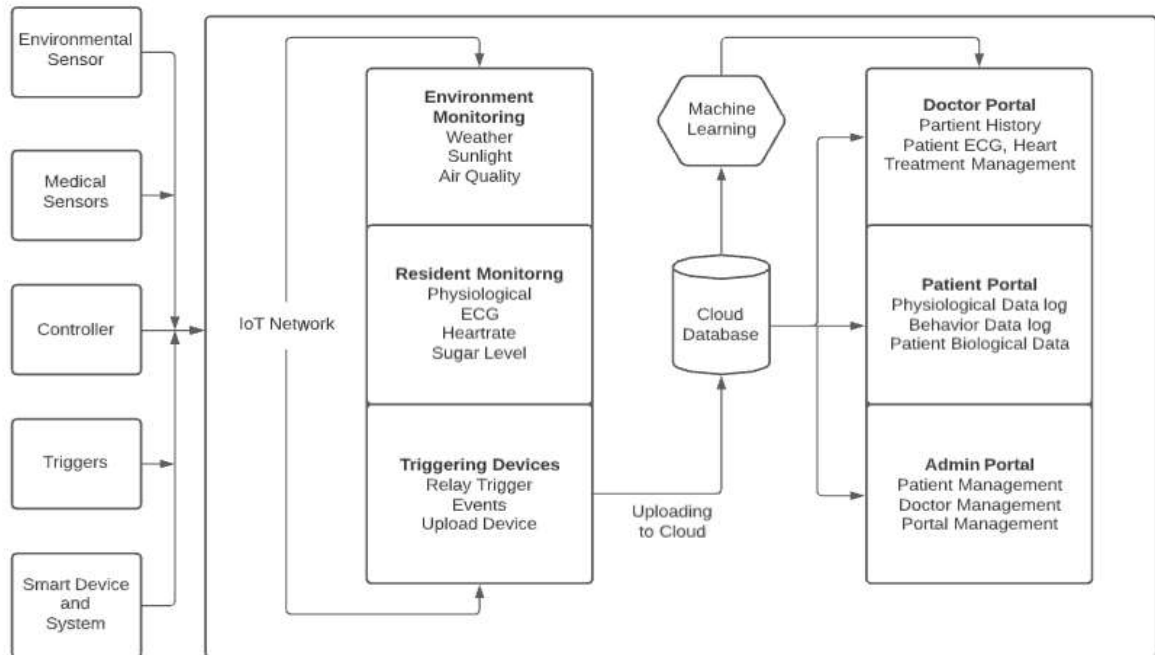 Environmental
Sensor
Medical
Sensors
Controller
Triggers
Smart Device
and
System
IoT Network
Environment
Monitoring
Weather
Sunlight
Air Quality
Resident Monitorng
Physiological
ECG
Heartrate
Sugar Level
Triggering Devices
Relay Trigger
Events
Upload Device
Uploading
to Cloud
Machine
Learning
Cloud
Database
Doctor Portal
Partient History
Patient ECG, Heart
Treatment Management
Patient Portal
Physiological Data log
Behavior Data log
Patient Biological Data
Admin Portal
Patient Management
Doctor Management
Portal Management